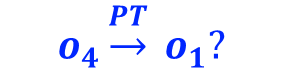 PT
o₄ → o₁?